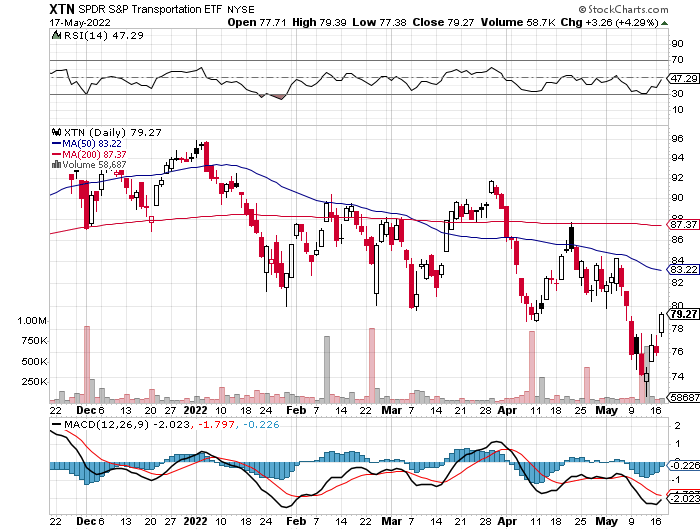 XTN SPDR S&P Transportation ETF NYSE
© StockCharts.com
17-May-2022
Open 77.71 High 79.39 Low 77.38 Close 79.27 Volume 58.7K Chg +3.26 (+4.29%)
RSI(14) 47.29
90
70
50
47.29
30
10
XTN (Daily) 79.27
MA(50) 83.22
MA(200) 87.37
Volume 58,687
96
94
92
90
88
87.37
86
84
83.22
82
80
79.27
78
76
74
58687
1.00M
750K
500K
250K
22 Dec 6 13 20 27 2022 10 18 24 Feb 7 14 22 Mar 7 14 21 28 Apr 11 18 25 May 9 16
MACD(12,26,9) -2.023, -1.797, -0.226
2
1
0
-0.226
-1
-2.023
22 Dec 6 13 20 27 2022 10 18 24 Feb 7 14 22 Mar 7 14 21 28 Apr 11 18 25 May 9 16